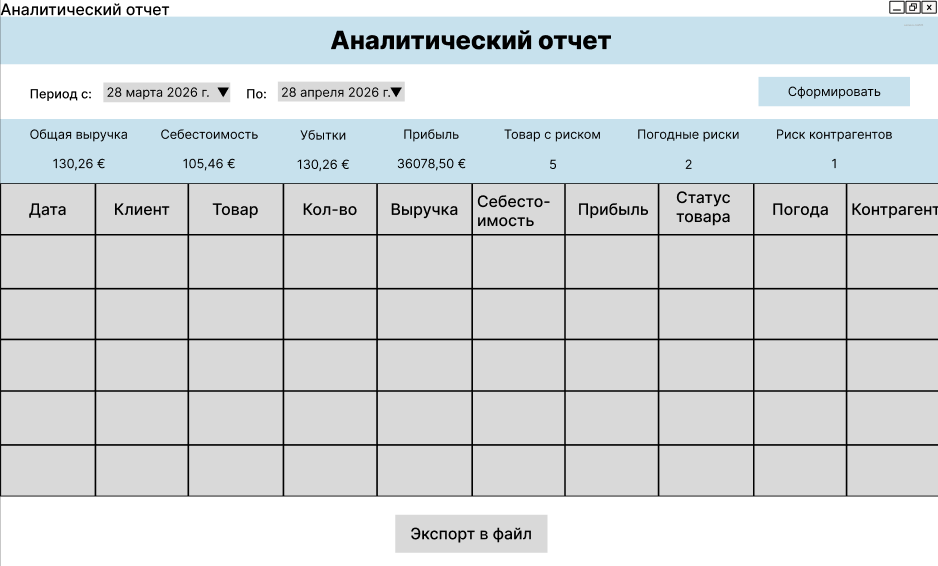 Аналитический отчет
Аналитический отчет
Период с: 28 марта 2026 г. По: 28 апреля 2026 г. Сформировать
Общая выручка Себестоимость Убытки Прибыль Товар с риском Погодные риски Риск контрагентов
130,26 € 105,46 € 130,26 € 36078,50 € 5 2 1
Дата Клиент Товар Кол-во Выручка Себесто-
имость Прибыль Статус
товара Погода Контрагент
Экспорт в файл